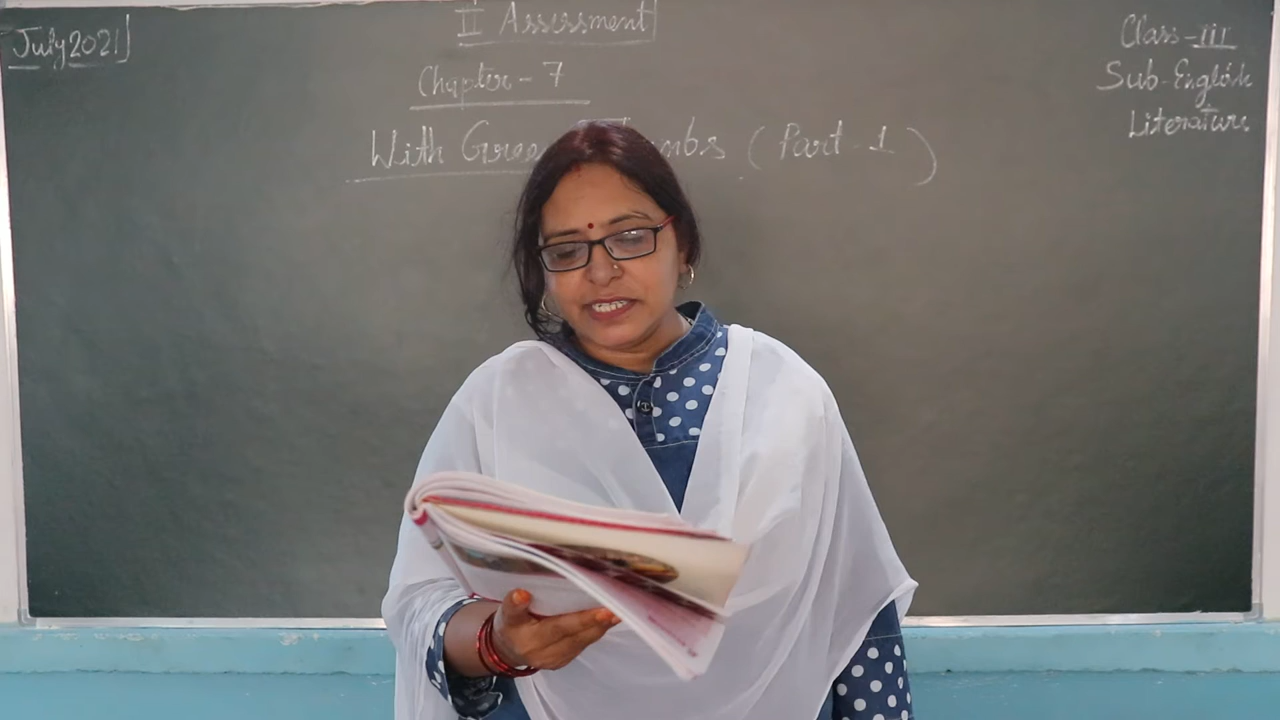 July 2021
II Assessment
Class-III
Chapter-7
Sub-English
Literature
With (Part-1)